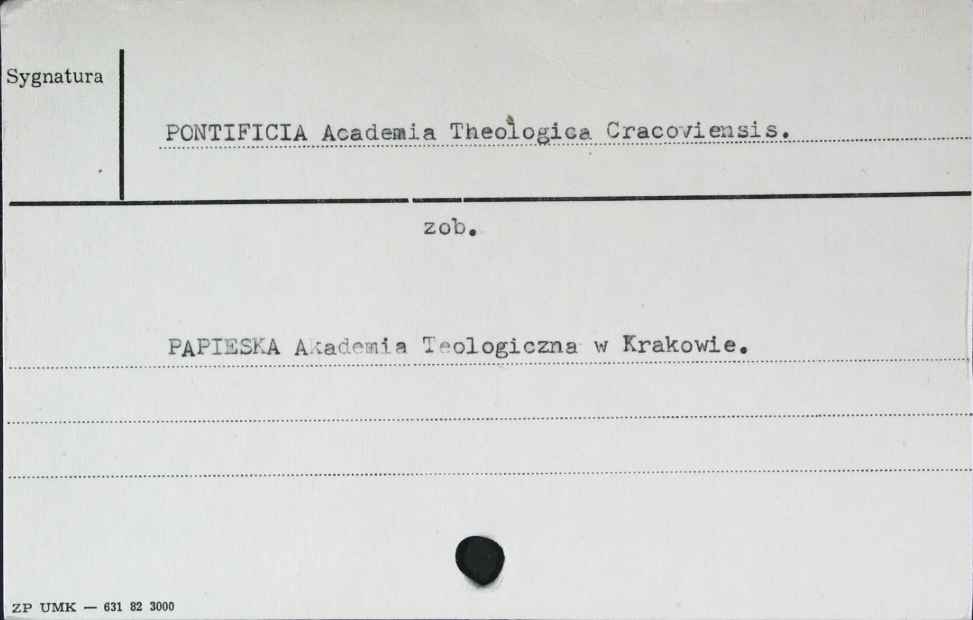 Sygnatura
PONTIFICIA Academia Theologica Cracoviensis.
zob.
PAPIESKA Akademia Teologiczna w Krakowie.
ZP UMK — 631 82 3000